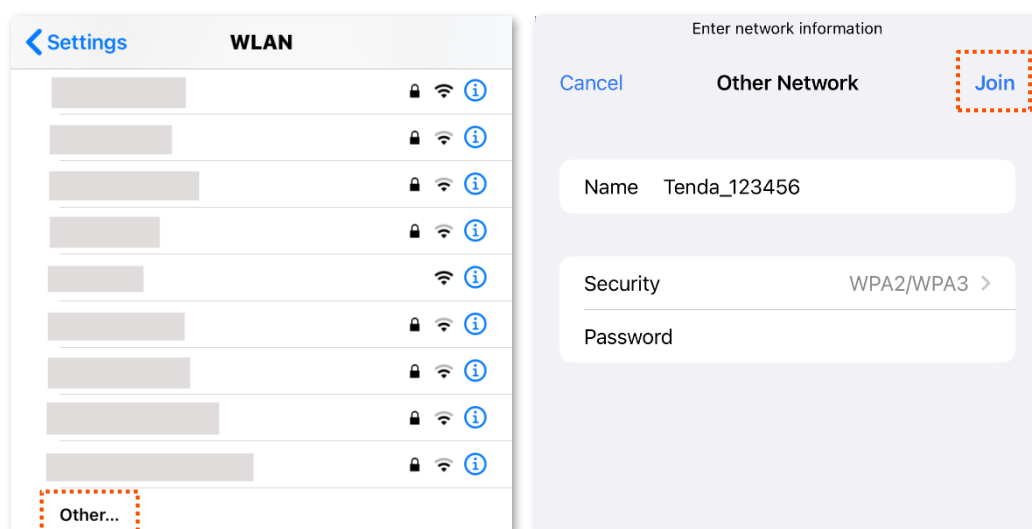 Settings
WLAN
Other...
Enter network information
Cancel
Other Network
Join
Name Tenda_123456
Security WPA2/WPA3
Password